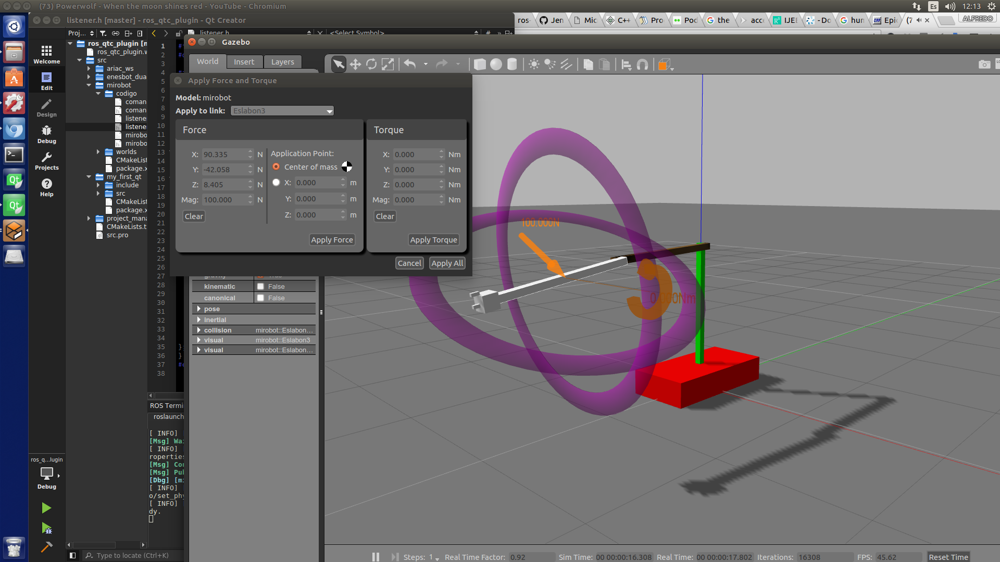 (73) Powerwolf - When the moon shines red - YouTube - Chromium
Es
12:13
listener.h [master] - ros_qtc_plugin - Qt Creator
ros-
Jen
Mic
C++
Pro
Pod
the
acc
IJEE
- Do
hun
Epi
(7
ALFREDO
Proj...
listener.h
<Select Symbol>
#
»
Gazebo
Welcome
Edit
Design
Debug
Projects
Help
ros_qtc_plugin [m
ros_qtc_plugin.w
src
ariac_ws
enesbot_dua
mirobot
codigo
coman
coman
listene
listene
mirobo
mirobo
worlds
CMakeList
package.x
my_first_qt
include
src
CMakeList
package.x
project_mana
CMakeLists.t
src.pro
1
2
3
4
5
6
7
8
9
10
11
12
13
14
15
16
17
18
19
20
21
22
23
24
25
26
27
28
29
30
31
32
33
34
35
36
37
38
World
Insert
Layers
Apply Force and Torque
Model: mirobot
Apply to link: Eslabon3
Force
X: 90.335 N
Y: -42.058 N
Z: 8.405 N
Mag: 100.000 N
Clear
Application Point:
Center of mass
X: 0.000 m
Y: 0.000 m
Z: 0.000 m
Apply Force
Torque
X: 0.000 Nm
Y: 0.000 Nm
Z: 0.000 Nm
Mag: 0.000 Nm
Clear
Apply Torque
Cancel
Apply All
kinematic False
canonical False
pose
inertial
collision mirobot::Eslabon...
visual mirobot::Eslabon3
visual mirobot::Eslabon...
100.000N
0.000Nm
ROS Termi
roslaunch
[ INFO]
[Msg] Wai
[ INFO]
roperties
[Msg] Con
[Msg] Pub
[Dbg] [mi
[ INFO]
o/set_phy
[ INFO]
dy.
ros_q...lugin
Debug
Type to locate (Ctrl+K)
Steps: 1
Real Time Factor: 0.92
Sim Time: 00 00:00:16.308
Real Time: 00 00:00:17.802
Iterations: 16308
FPS: 45.62
Reset Time